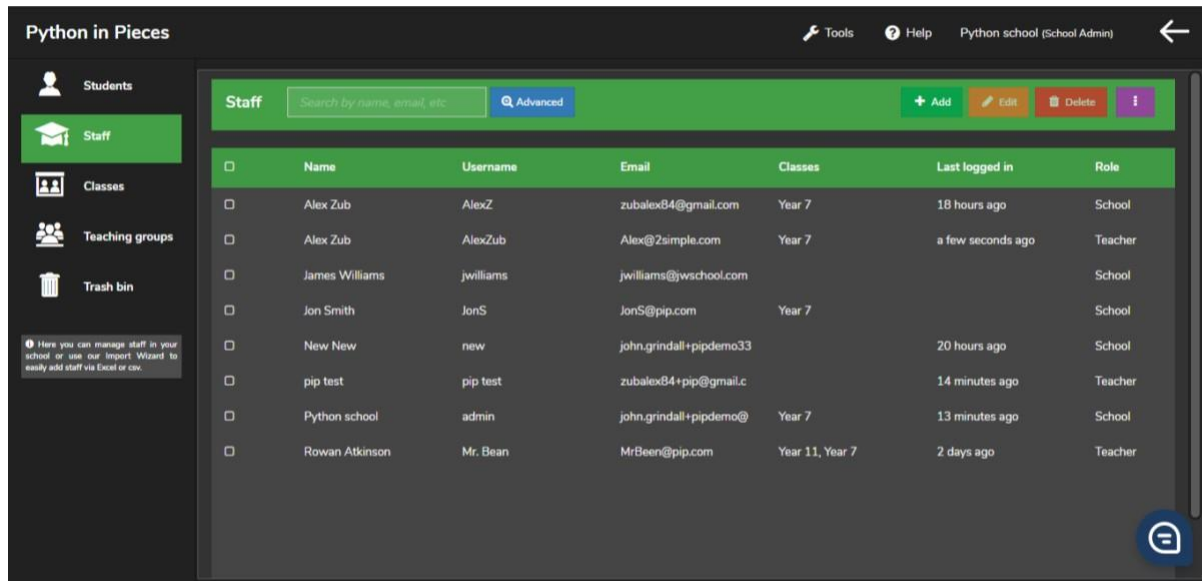 Python in Pieces Tools Help Python school (School Admin)
Students
Staff
Classes
Teaching groups
Trash bin
Here you can manage staff in your
school or use our Import Wizard to
easily add staff via Excel or csv.
Staff Search by name, email, etc Advanced + Add Edit Delete
Name Username Email Classes Last logged in Role
Alex Zub AlexZ zubalex84@gmail.com Year 7 18 hours ago School
Alex Zub AlexZub Alex@2simple.com Year 7 a few seconds ago Teacher
James Williams jwilliams jwilliams@jwschool.com School
Jon Smith JonS JonS@pip.com Year 7 School
New New new john.grindall+pipdemo33 20 hours ago School
pip test pip test zubalex84+pip@gmail.c 14 minutes ago Teacher
Python school admin john.grindall+pipdemo@ Year 7 13 minutes ago School
Rowan Atkinson Mr. Bean MrBeen@pip.com Year 11, Year 7 2 days ago Teacher